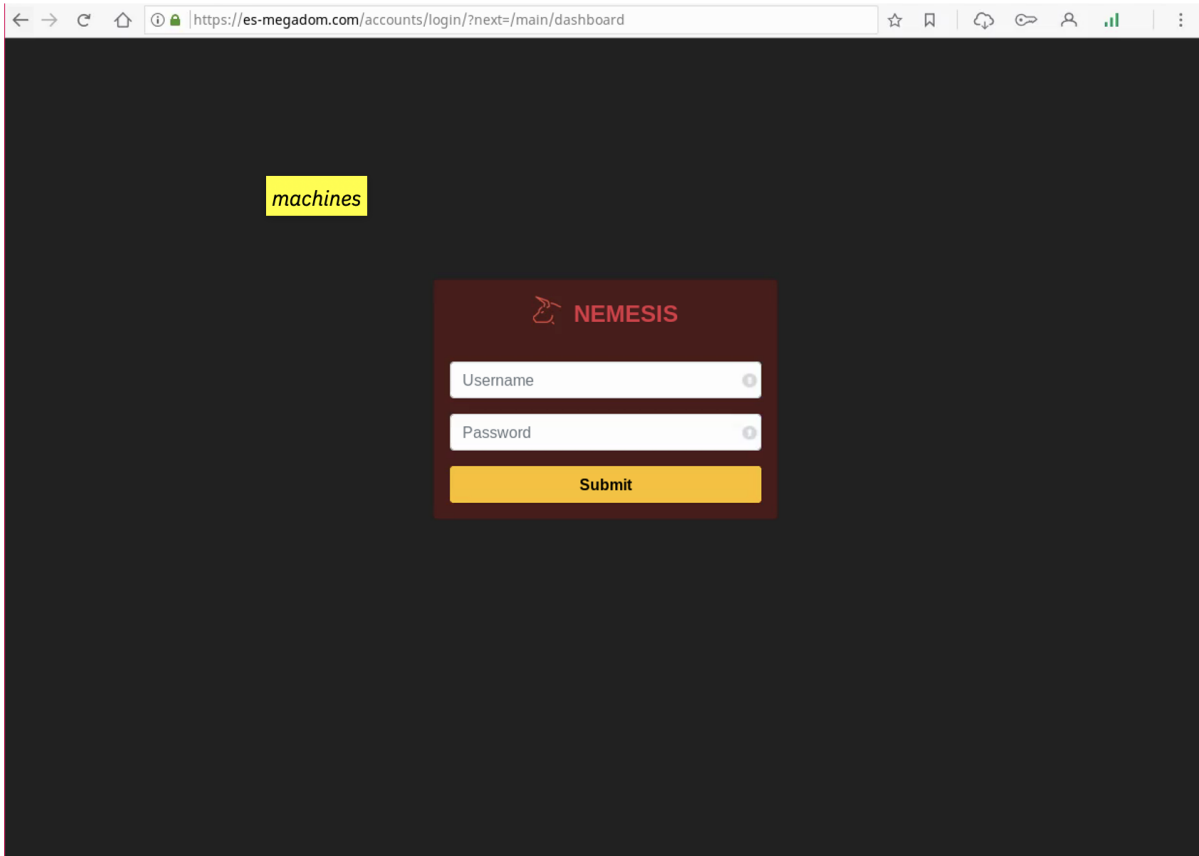 https://es-megadom.com/accounts/login/?next=/main/dashboard
machines
NEMESIS
Username
Password
Submit